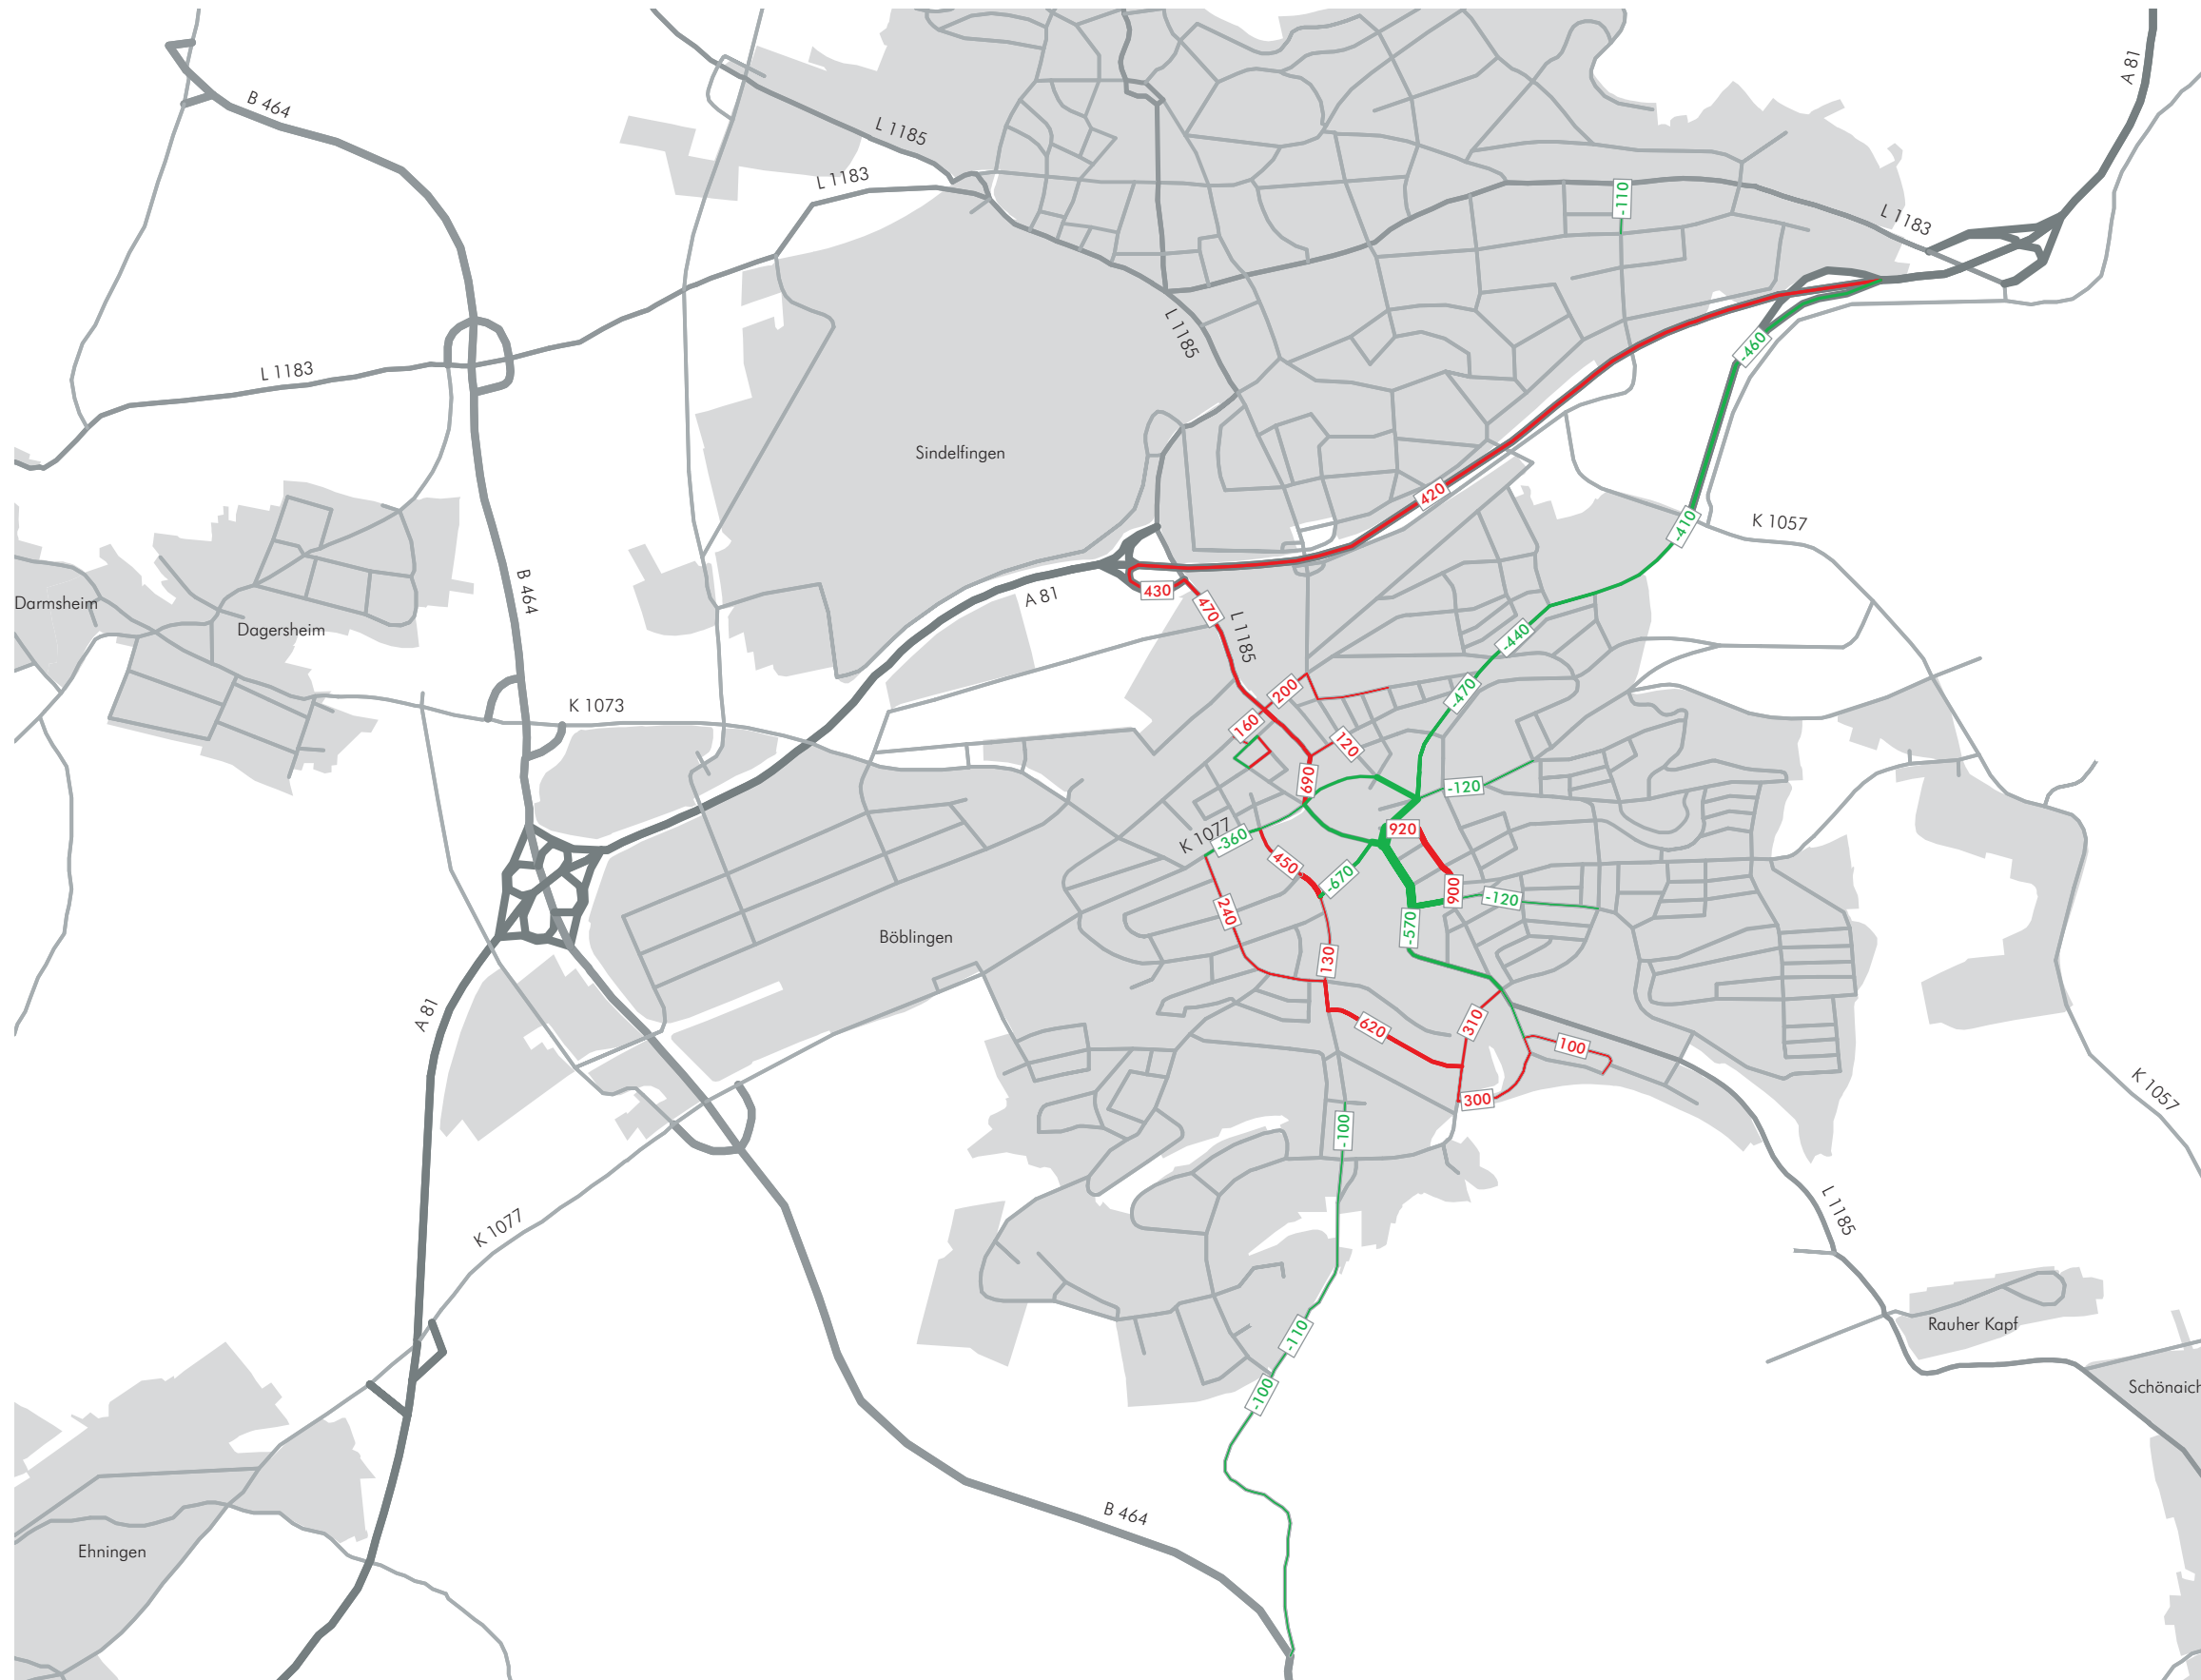 A 81
B 464
L 1185
L 1183
-110
L 1183
L 1185
-460
L 1183
Sindelfingen
420
-410
K 1057
B 464
A 81
430
470
L 1185
Darmsheim
Dagersheim
-440
-470
200
K 1073
160
120
690
-120
K 1077
-360
920
450
-670
900
-120
240
-570
Böblingen
130
A 81
620
310
100
300
K 1057
-100
K 1077
L 1185
-110
Rauher Kapf
-100
Schönaich
B 464
Ehningen